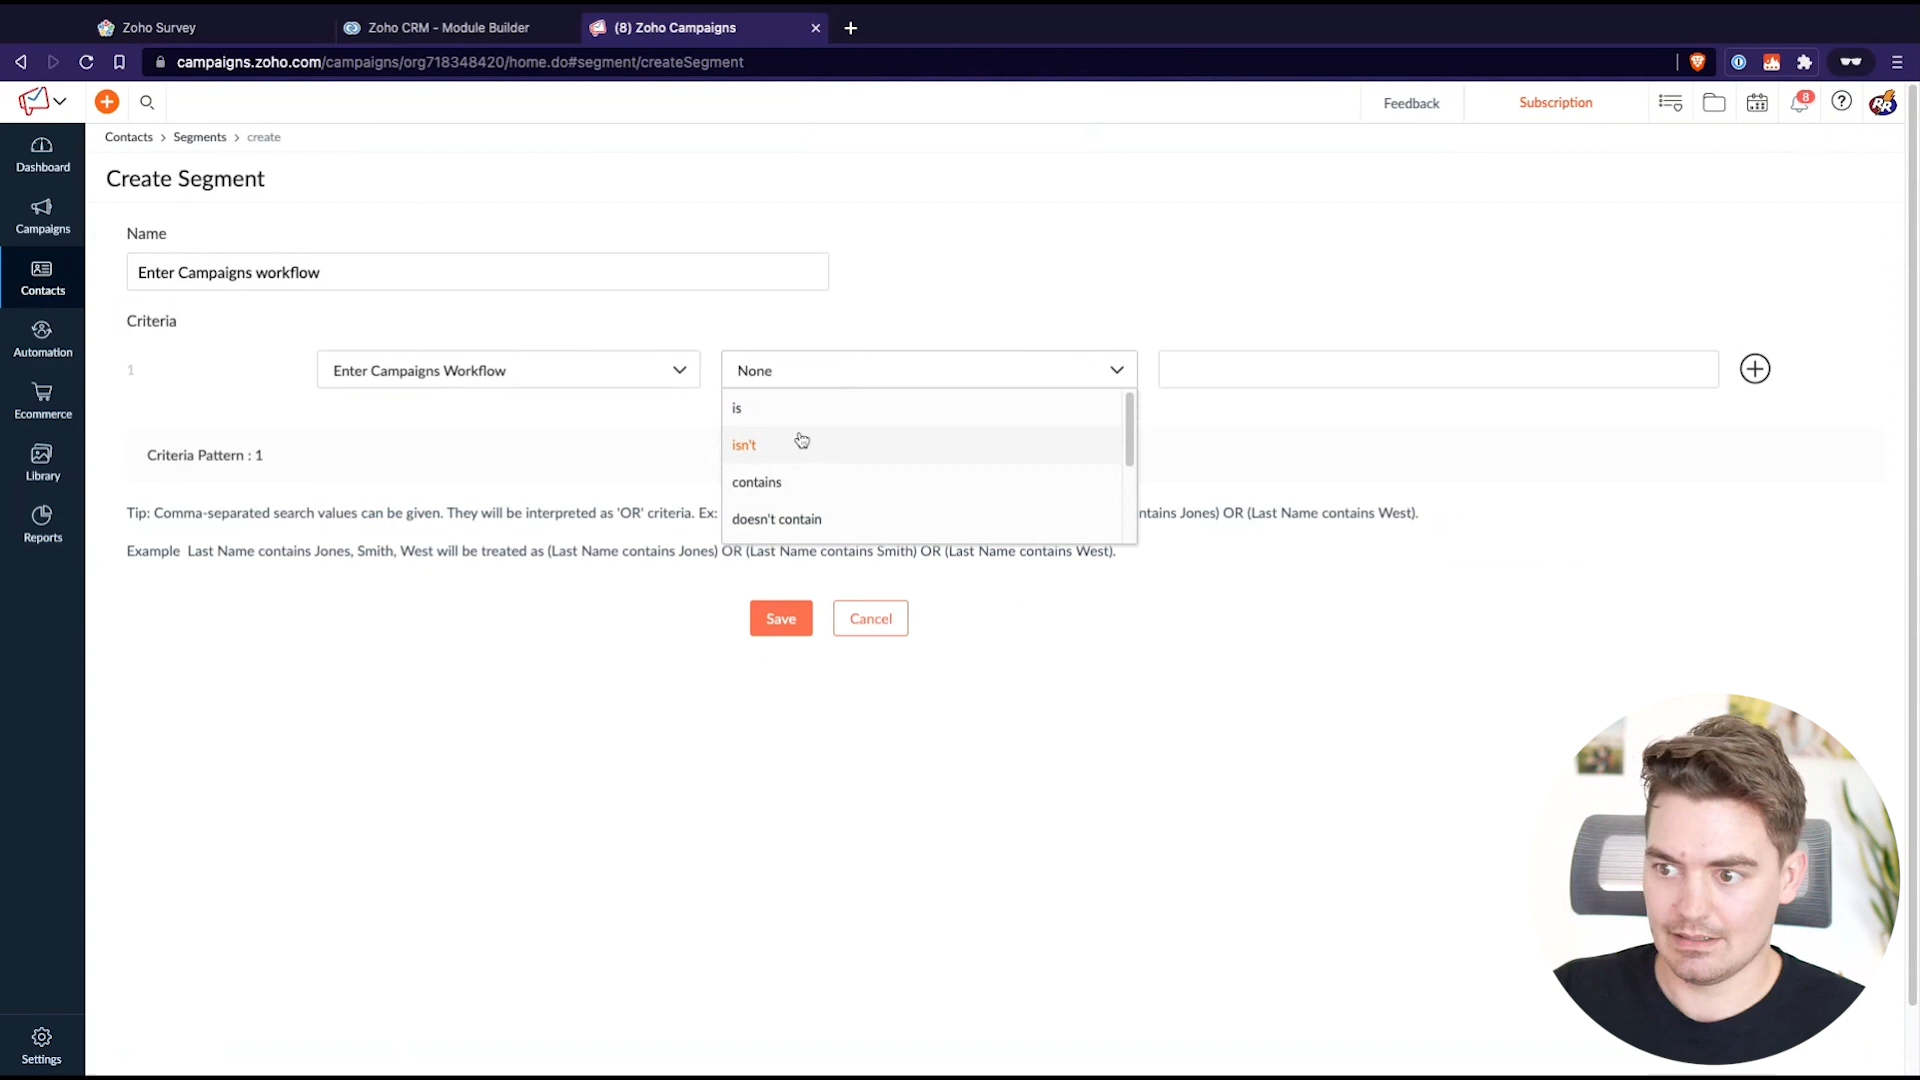 Zoho Survey
Zoho CRM - Module Builder
(8) Zoho Campaigns
campaigns.zoho.com/campaigns/org718348420/home.do#segment/createSegment
Feedback
Subscription
8
RR
Contacts > Segments > create
Dashboard
Create Segment
Campaigns
Name
Enter Campaigns workflow
Contacts
Criteria
Automation
1
Enter Campaigns Workflow
None
is
Ecommerce
isn't
Criteria Pattern : 1
Library
contains
Tip: Comma-separated search values can be given. They will be interpreted as 'OR' criteria. Ex:
doesn't contain
ntains Jones) OR (Last Name contains West).
Reports
Example Last Name contains Jones, Smith, West will be treated as (Last Name contains Jones) OR (Last Name contains Smith) OR (Last Name contains West).
Save
Cancel
Settings